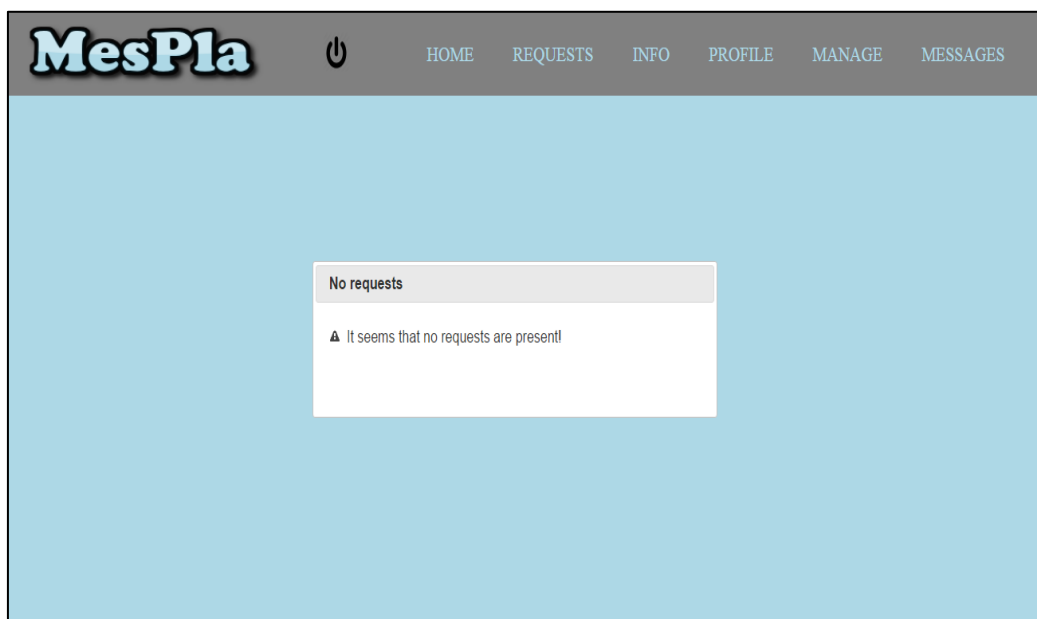 MesPla
HOME REQUESTS INFO PROFILE MANAGE MESSAGES
No requests
It seems that no requests are present!